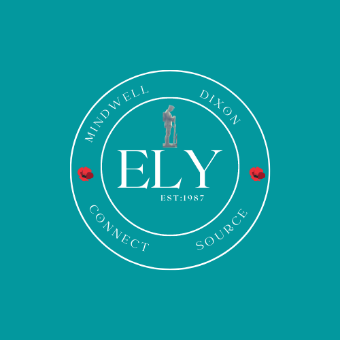 MINDWELL
DIXON
ELY
EST:1987
CONNECT
SOURCE